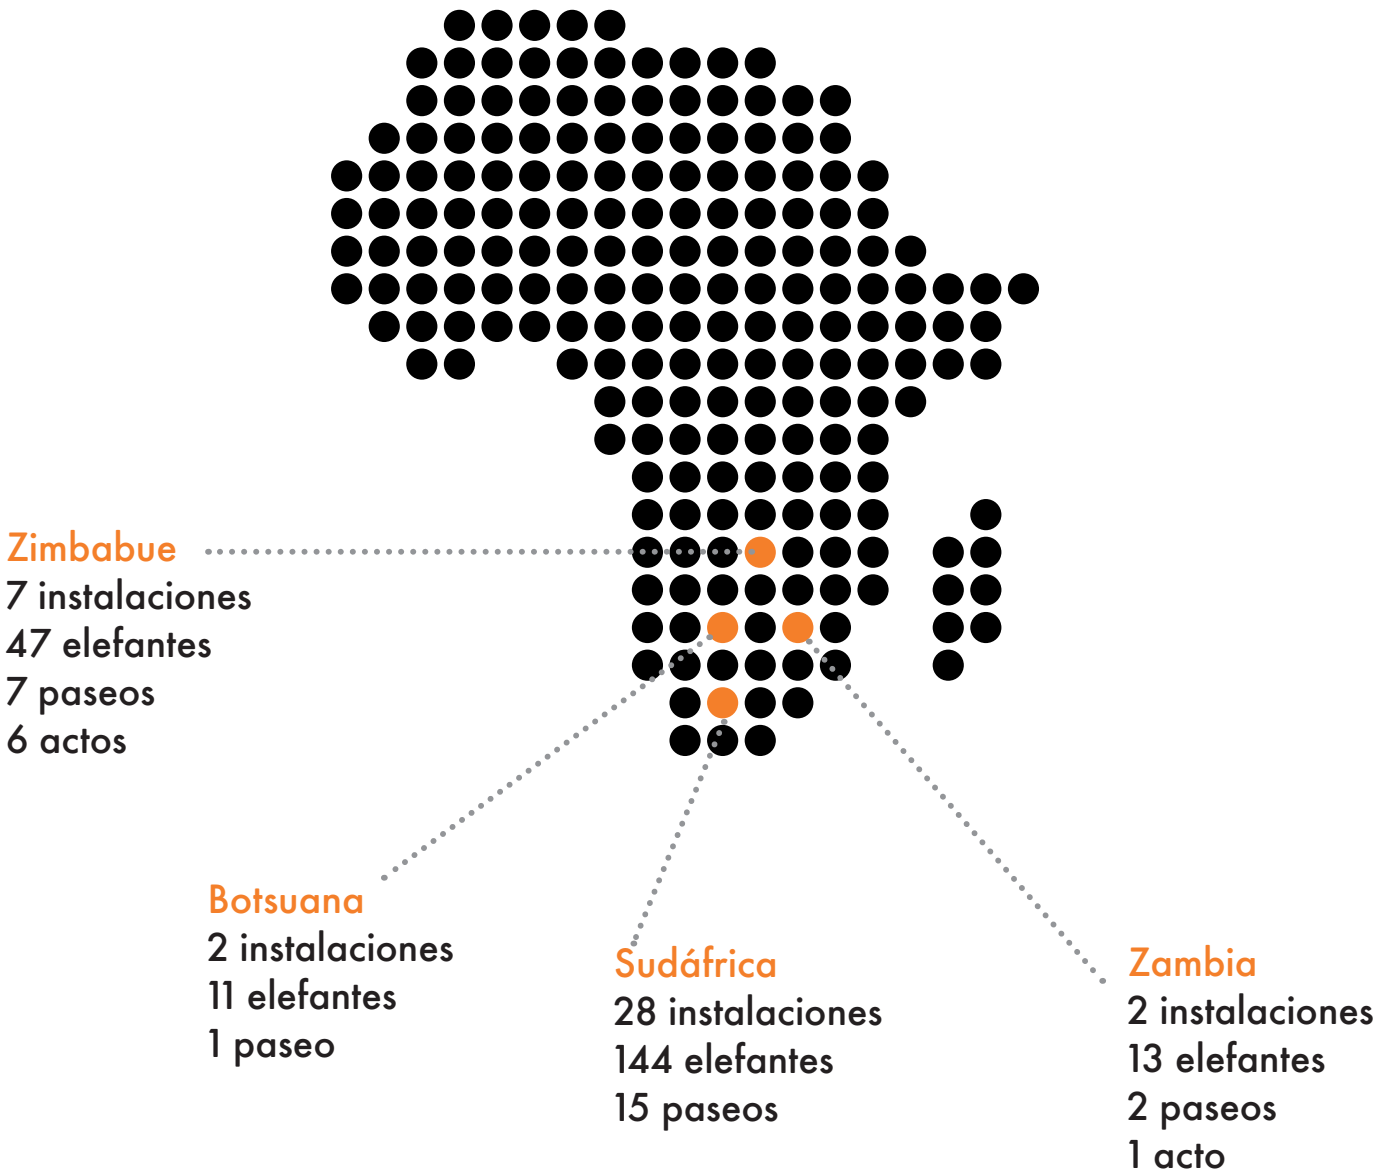 Zimbabue
7 instalaciones
47 elefantes
7 paseos
6 actos
Botsuana
2 instalaciones
11 elefantes
1 paseo
Sudáfrica
28 instalaciones
144 elefantes
15 paseos
Zambia
2 instalaciones
13 elefantes
2 paseos
1 acto